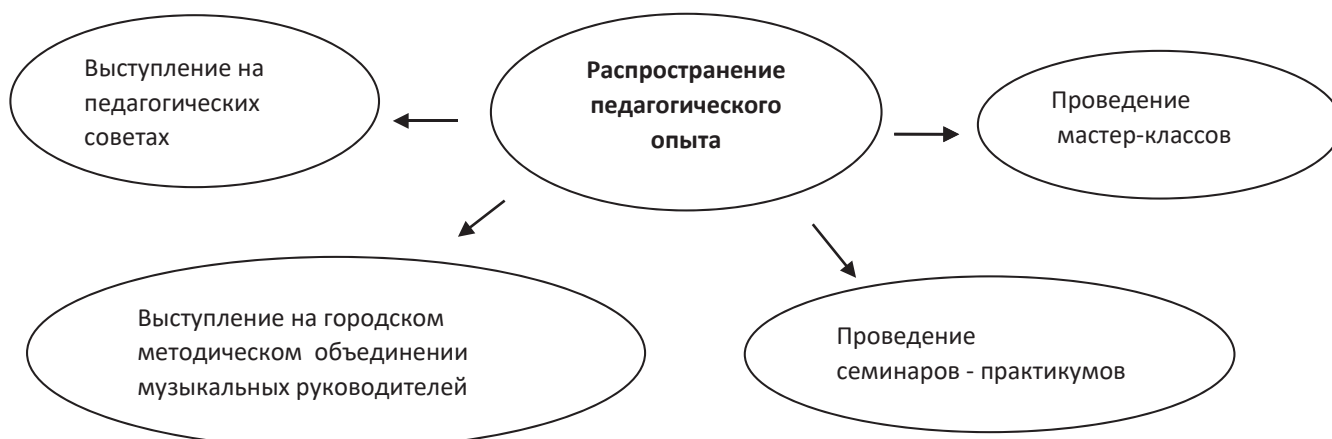 Выступление на
педагогических
советах
Распространение
педагогического
опыта
Проведение
мастер-классов
Выступление на городском
методическом объединении
музыкальных руководителей
Проведение
семинаров - практикумов